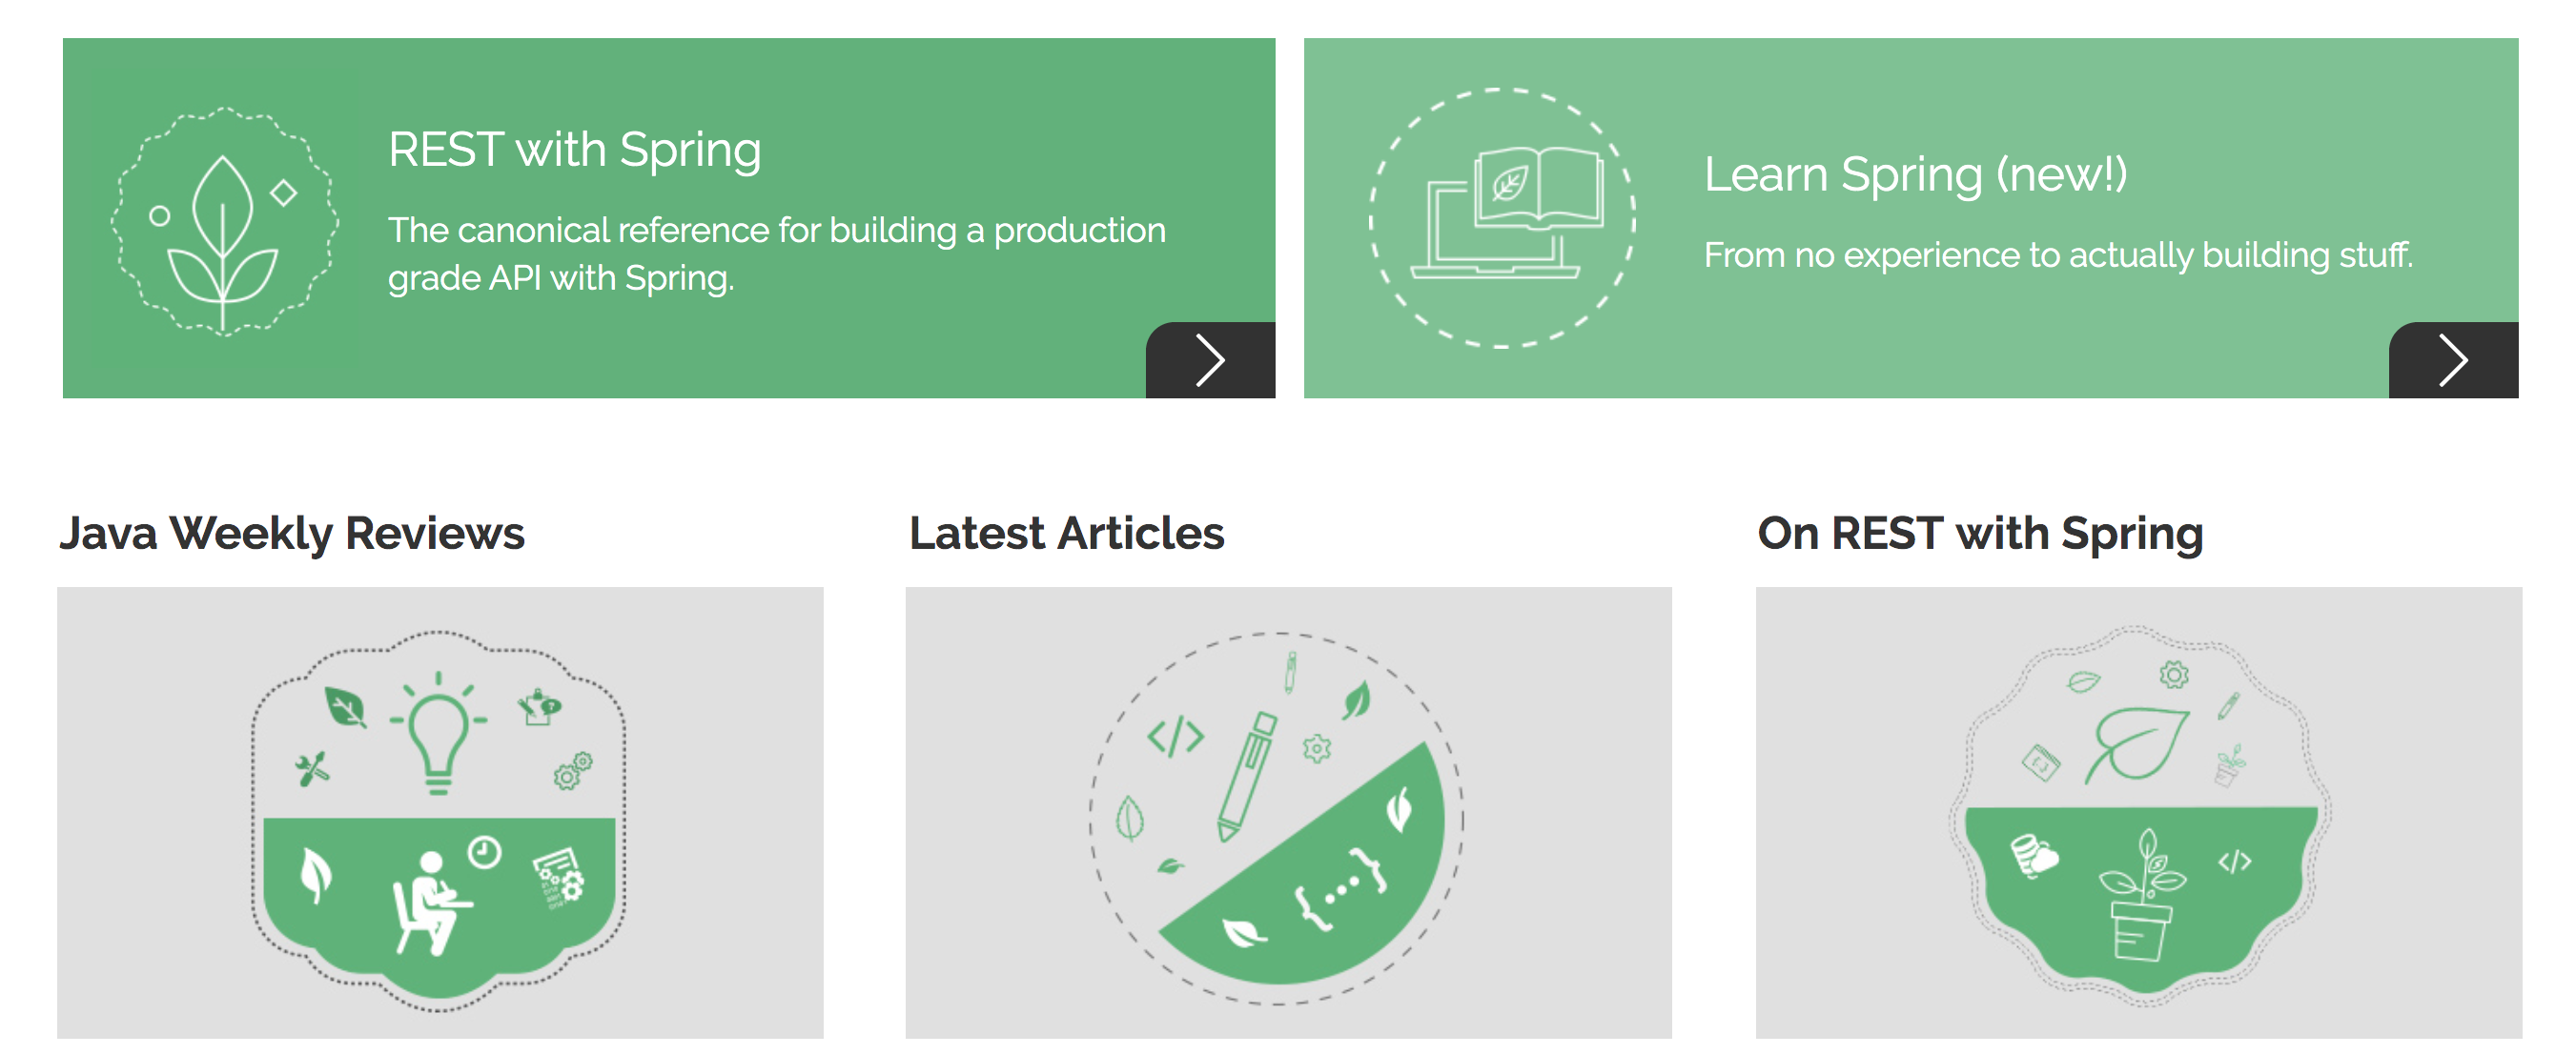 REST with Spring
The canonical reference for building a production
grade API with Spring.
Learn Spring (new!)
From no experience to actually building stuff.
Java Weekly Reviews
Latest Articles
On REST with Spring